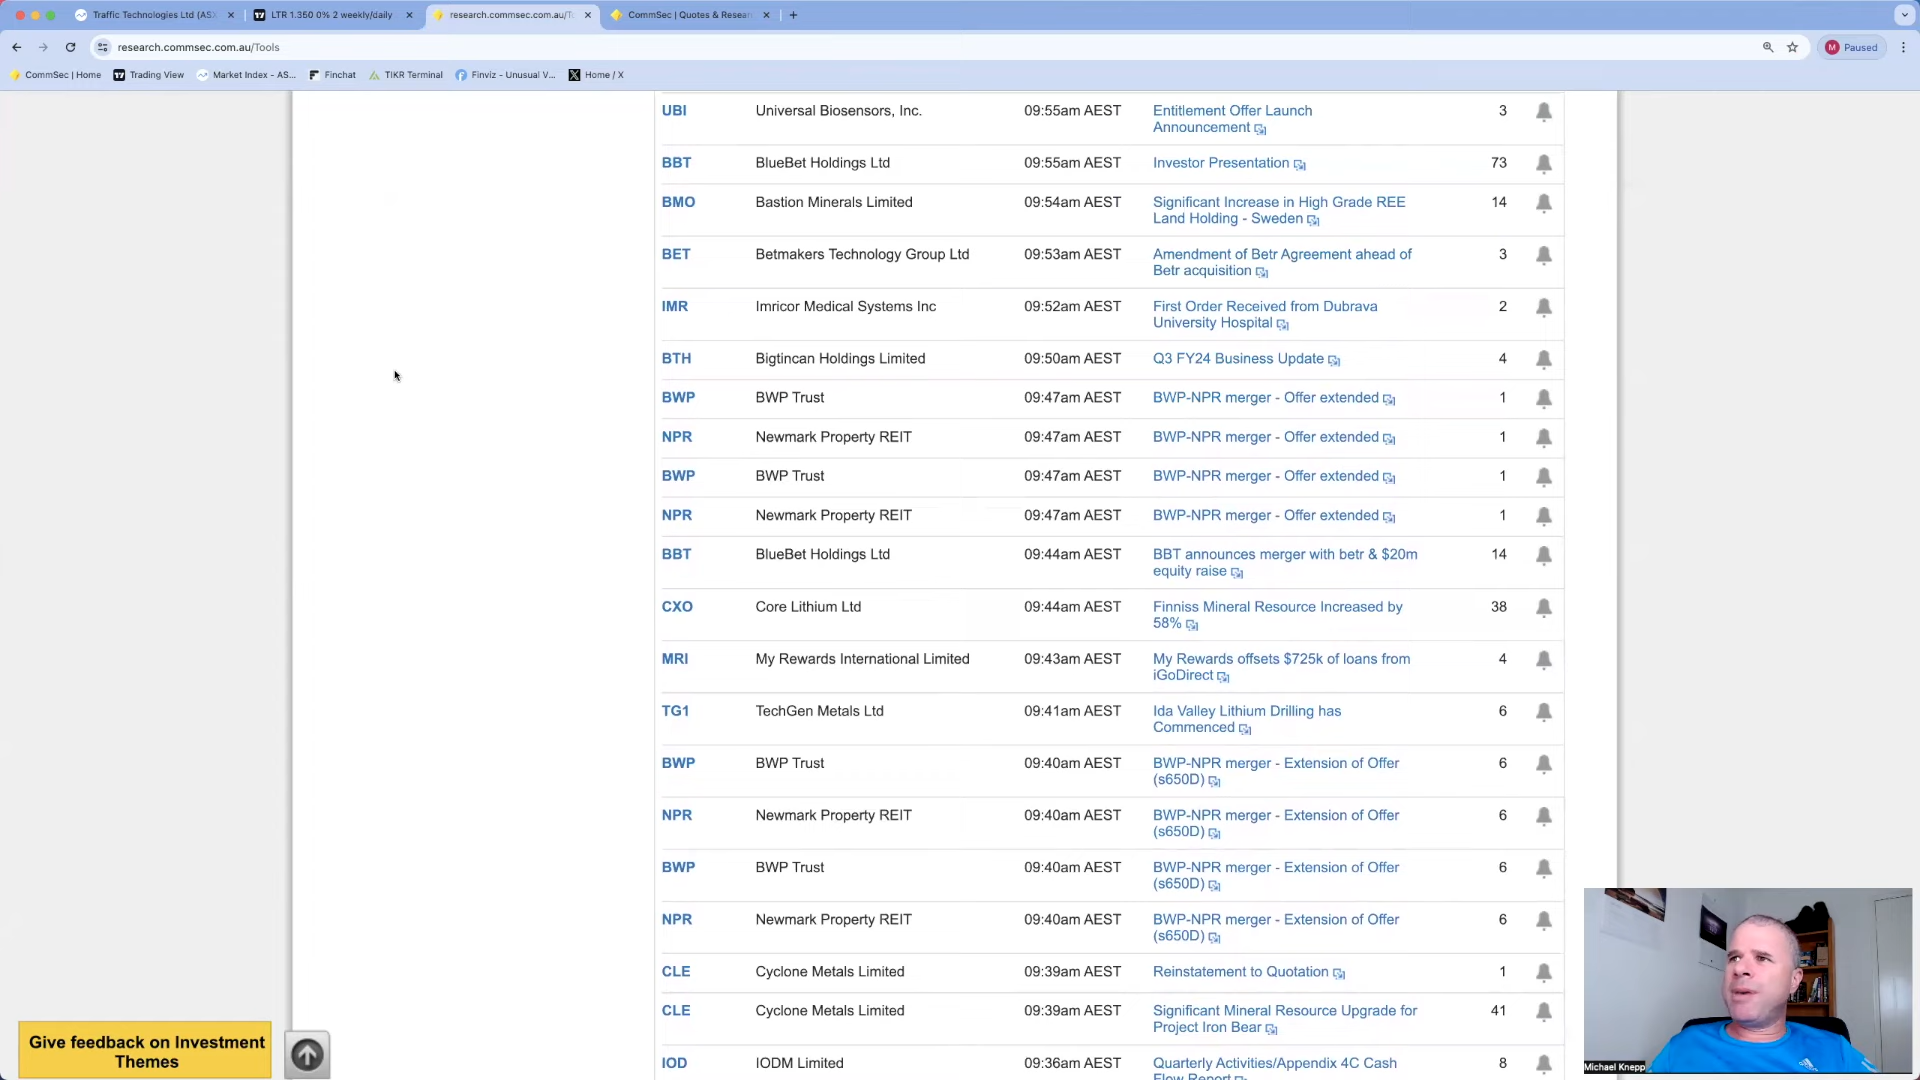 Traffic Technologies Ltd (AS
LTR 1.350 0% 2 weekly/daily
research.commsec.com.au/T
CommSec | Quotes & Resear
research.commsec.com.au/Tools
M Paused
CommSec | Home
Trading View
Market Index - AS...
Finchat
TIKR Terminal
Finviz - Unusual V...
Home / X
UBI Universal Biosensors, Inc. 09:55am AEST Entitlement Offer Launch 3
Announcement
BBT BlueBet Holdings Ltd 09:55am AEST Investor Presentation 73
BMO Bastion Minerals Limited 09:54am AEST Significant Increase in High Grade REE 14
Land Holding - Sweden
BET Betmakers Technology Group Ltd 09:53am AEST Amendment of Betr Agreement ahead of 3
Betr acquisition
IMR Imricor Medical Systems Inc 09:52am AEST First Order Received from Dubrava 2
University Hospital
BTH Bigtincan Holdings Limited 09:50am AEST Q3 FY24 Business Update 4
BWP BWP Trust 09:47am AEST BWP-NPR merger - Offer extended 1
NPR Newmark Property REIT 09:47am AEST BWP-NPR merger - Offer extended 1
BWP BWP Trust 09:47am AEST BWP-NPR merger - Offer extended 1
NPR Newmark Property REIT 09:47am AEST BWP-NPR merger - Offer extended 1
BBT BlueBet Holdings Ltd 09:44am AEST BBT announces merger with betr & $20m 14
equity raise
CXO Core Lithium Ltd 09:44am AEST Finniss Mineral Resource Increased by 38
58%
MRI My Rewards International Limited 09:43am AEST My Rewards offsets $725k of loans from 4
iGoDirect
TG1 TechGen Metals Ltd 09:41am AEST Ida Valley Lithium Drilling has 6
Commenced
BWP BWP Trust 09:40am AEST BWP-NPR merger - Extension of Offer 6
(s650D)
NPR Newmark Property REIT 09:40am AEST BWP-NPR merger - Extension of Offer 6
(s650D)
BWP BWP Trust 09:40am AEST BWP-NPR merger - Extension of Offer 6
(s650D)
NPR Newmark Property REIT 09:40am AEST BWP-NPR merger - Extension of Offer 6
(s650D)
CLE Cyclone Metals Limited 09:39am AEST Reinstatement to Quotation 1
CLE Cyclone Metals Limited 09:39am AEST Significant Mineral Resource Upgrade for 41
Project Iron Bear
IOD IODM Limited 09:36am AEST Quarterly Activities/Appendix 4C Cash 8
Flow Report
Give feedback on Investment
Themes
Michael Knepp